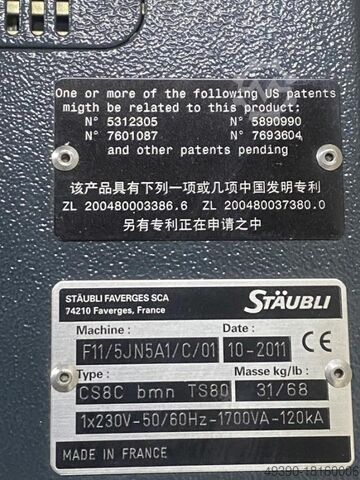 One or more of the following US patents
migth be related to this product:
N° 5312305 N° 5890990
N° 7601087 N° 7693604
and other patents pending
该产品具有下列一项或几项中国发明专利
ZL 200480003386.6 ZL 200480037380.0
另有专利正在申请之中
STÄUBLI FAVERGES SCA
74210 Faverges, France
STÄUBLI
Machine : Date :
F11/5JN5A1/C/01 10-2011 CE
Type : Masse kg/lb :
CS8C bmn TS80 31/68
1x230V-50/60Hz-1700VA-120kA
MADE IN FRANCE
49390-18160006